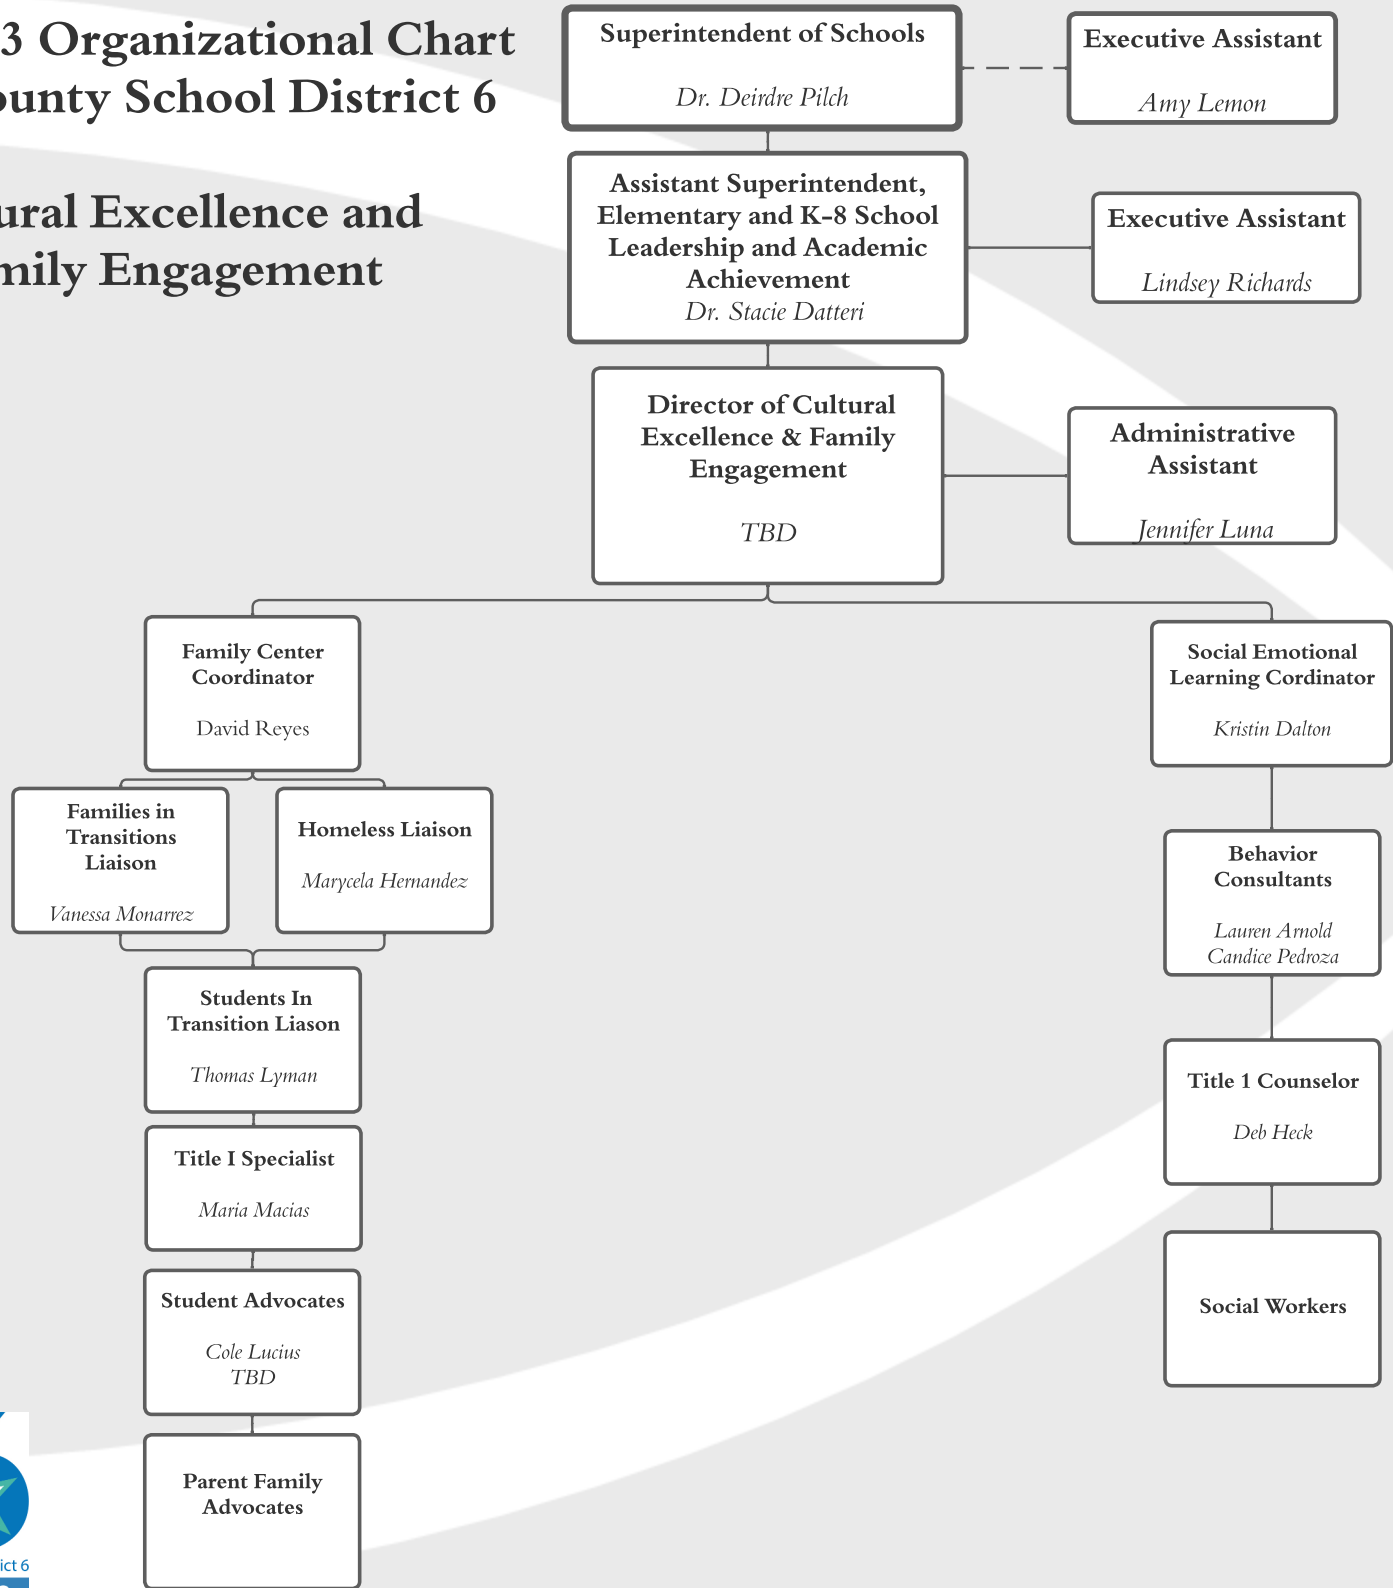 3 Organizational Chart
ounty School District 6
ural Excellence and
mily Engagement
Superintendent of Schools
Dr. Deirdre Pilch
Executive Assistant
Amy Lemon
Assistant Superintendent,
Elementary and K-8 School
Leadership and Academic
Achievement
Dr. Stacie Datteri
Executive Assistant
Lindsey Richards
Director of Cultural
Excellence & Family
Engagement
TBD
Administrative
Assistant
Jennifer Luna
Family Center
Coordinator
David Reyes
Social Emotional
Learning Cordinator
Kristin Dalton
Families in
Transitions
Liaison
Vanessa Monarrez
Homeless Liaison
Marycela Hernandez
Behavior
Consultants
Lauren Arnold
Candice Pedroza
Students In
Transition Liason
Thomas Lyman
Title 1 Counselor
Deb Heck
Title I Specialist
Maria Macias
Student Advocates
Cole Lucius
TBD
Social Workers
Parent Family
Advocates
ict 6